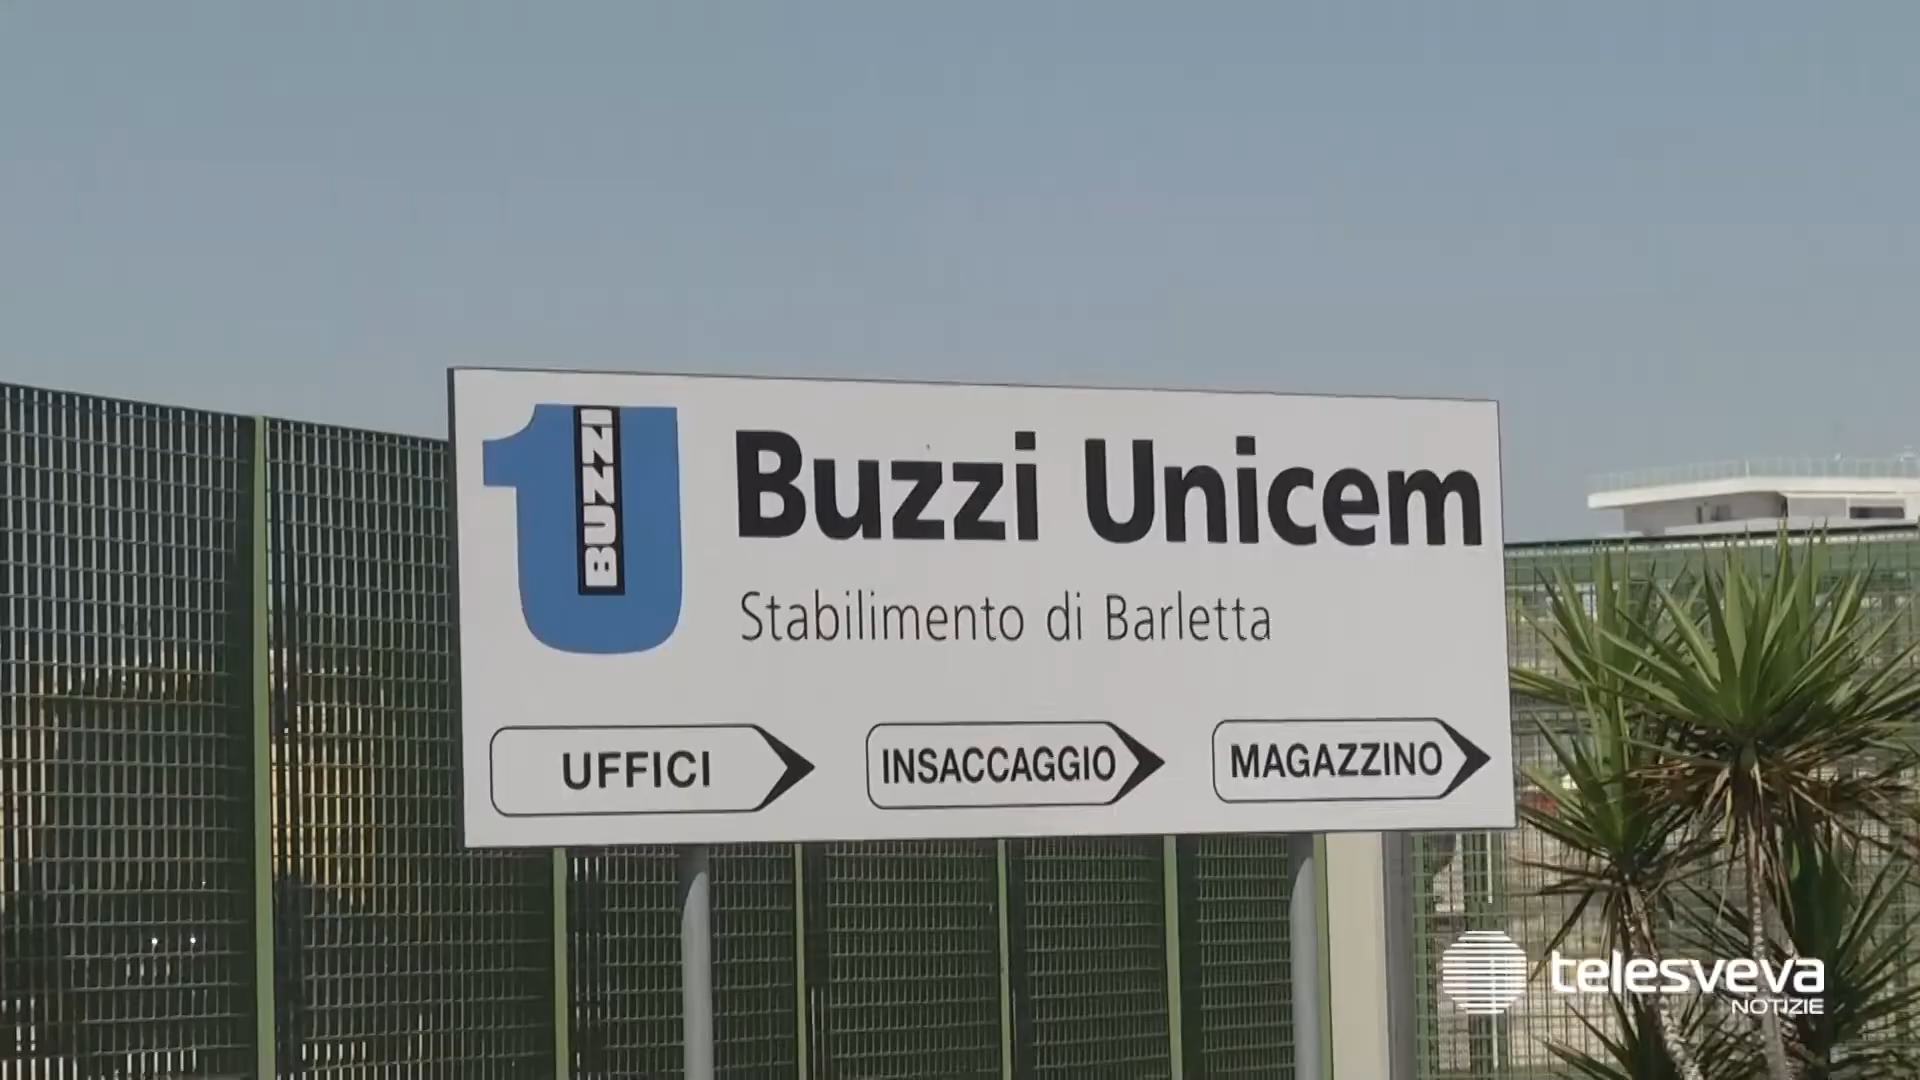 BUZZI
Buzzi Unicem
Stabilimento di Barletta
UFFICI
INSACCAGGIO
MAGAZZINO
telesveva
NOTIZIE